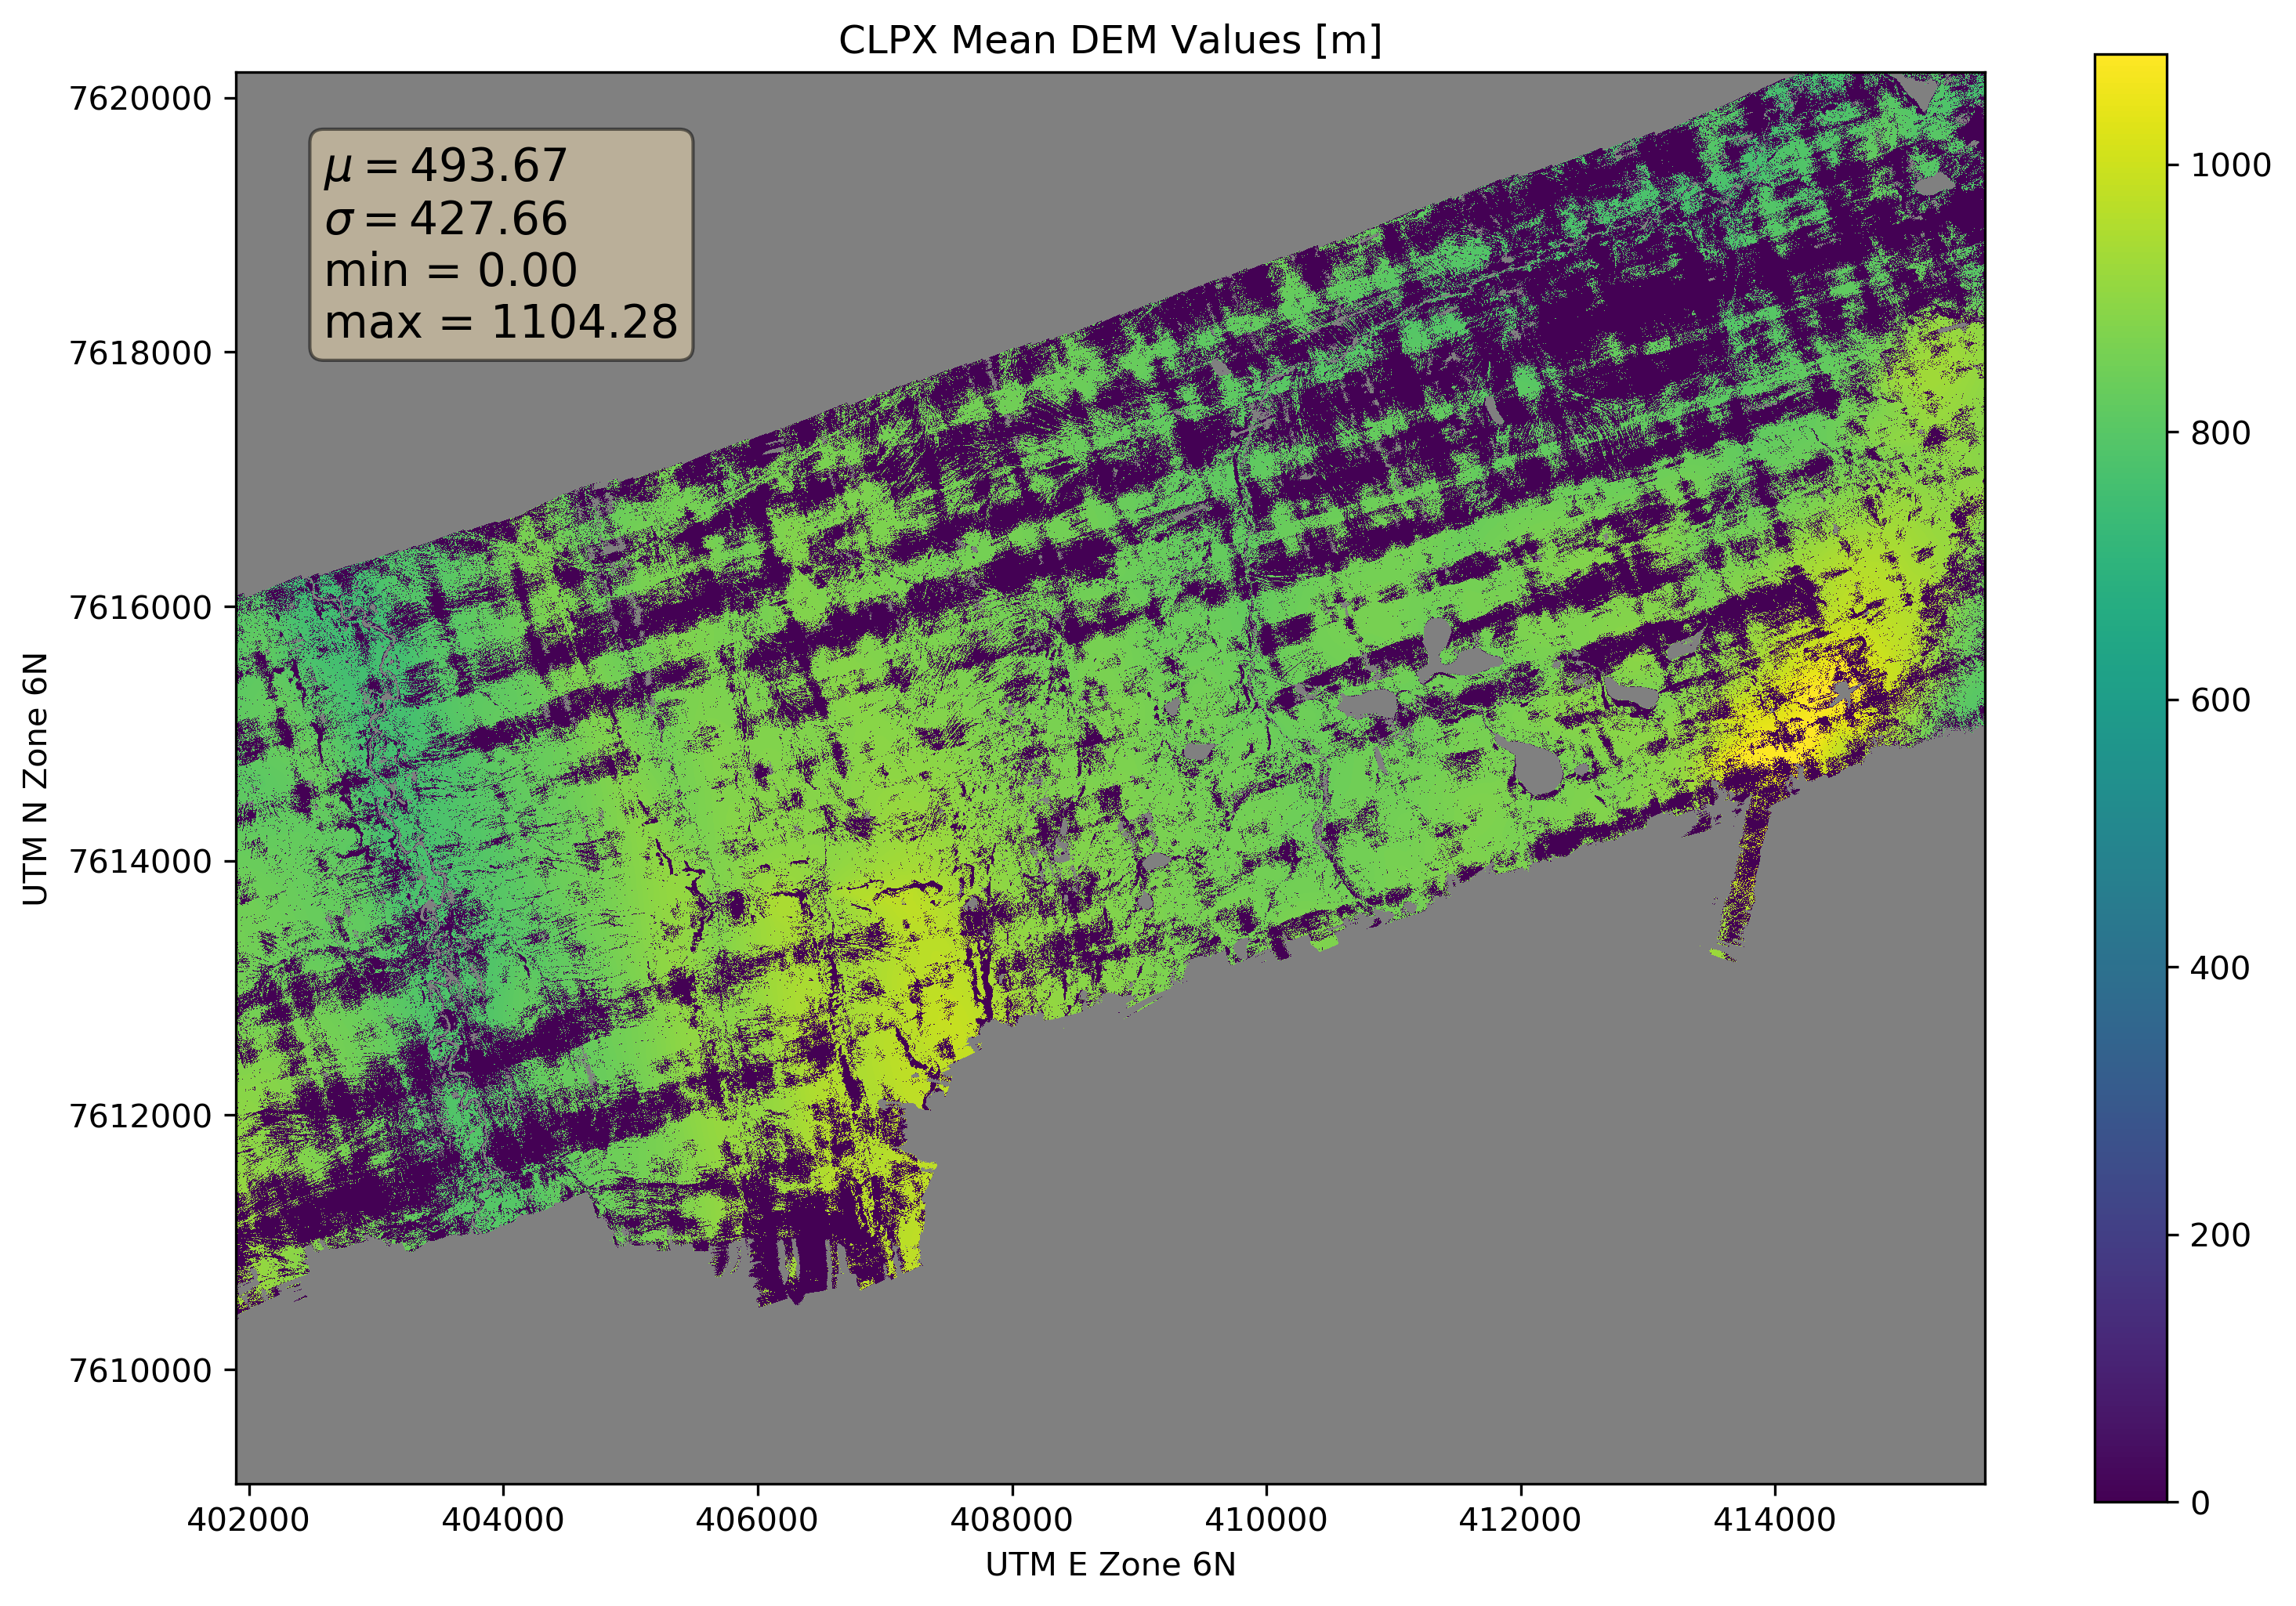 CLPX Mean DEM Values [m]
μ = 493.67
σ = 427.66
min = 0.00
max = 1104.28
7620000
7618000
7616000
7614000
7612000
7610000
UTM N Zone 6N
402000 404000 406000 408000 410000 412000 414000
UTM E Zone 6N
1000
800
600
400
200
0